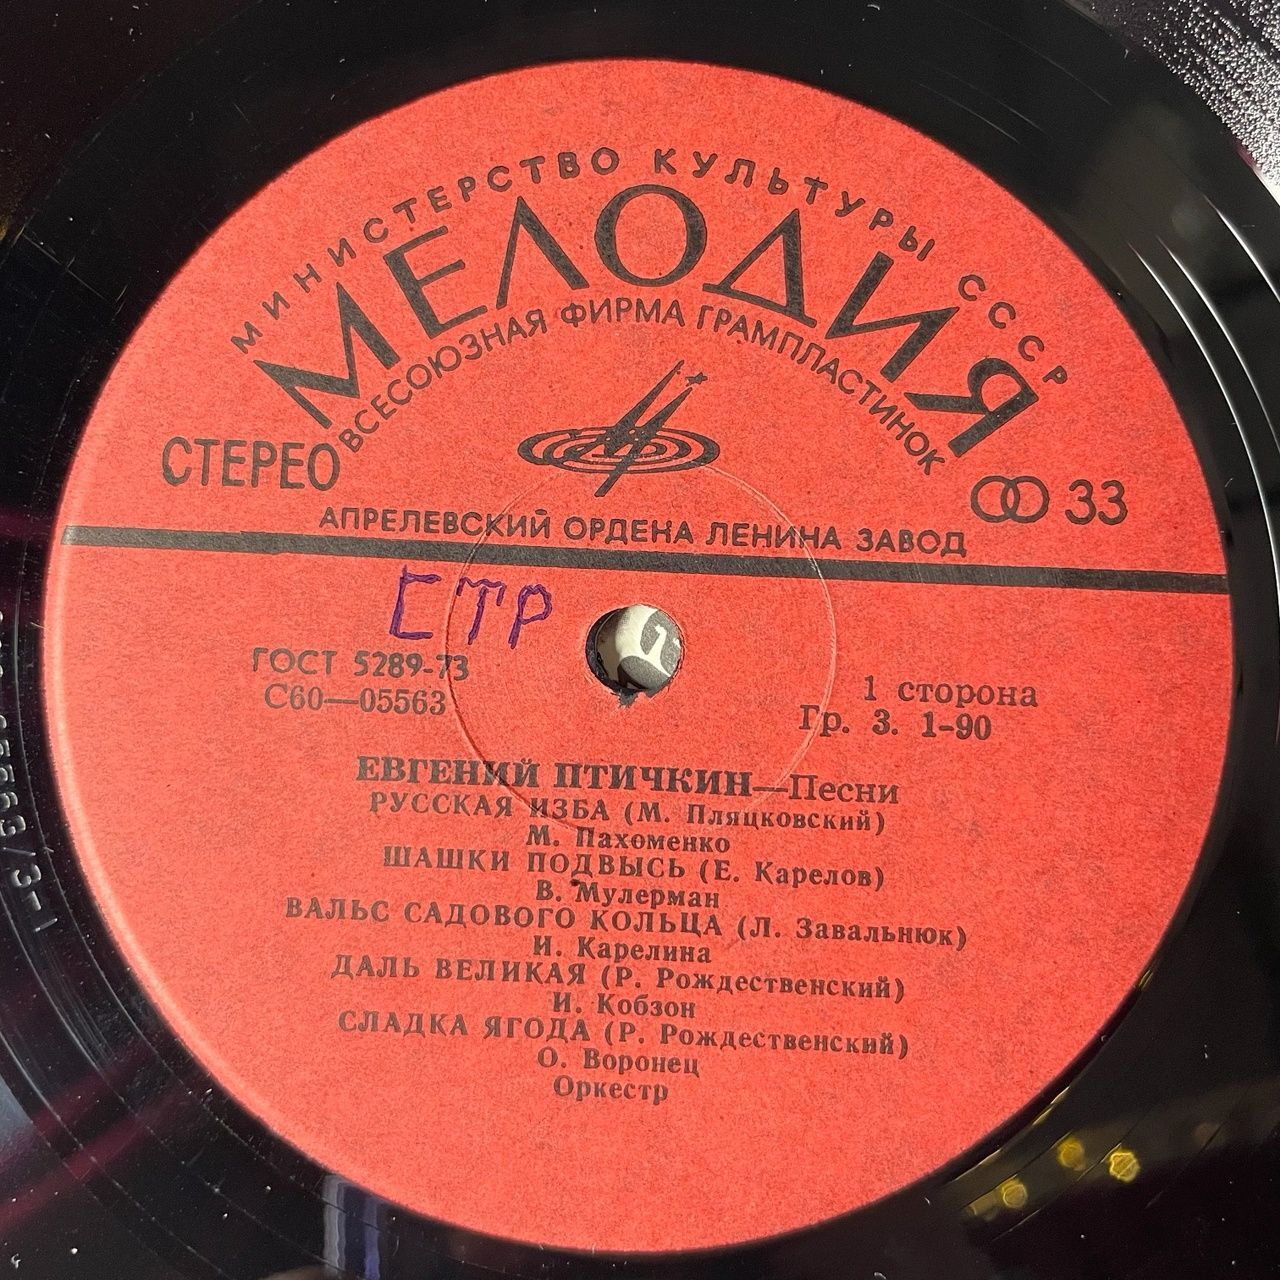 МИНИСТЕРСТВО КУЛЬТУРЫ СССР
МЕЛОДИЯ
ВСЕСОЮЗНАЯ ФИРМА ГРАМПЛАСТИНОК
СТЕРЕО
33
АПРЕЛЕВСКИЙ ОРДЕНА ЛЕНИНА ЗАВОД
СТР
ГОСТ 5289-73
С60—05563
1 сторона
Гр. 3. 1-90
ЕВГЕНИЙ ПТИЧКИН—Песни
РУССКАЯ ИЗБА (М. Пляцковский)
М. Пахоменко
ШАШКИ ПОДВЫСЬ (Е. Карелов)
В. Мулерман
ВАЛЬС САДОВОГО КОЛЬЦА (Л. Завальнюк)
И. Карелина
ДАЛЬ ВЕЛИКАЯ (Р. Рождественский)
И. Кобзон
СЛАДКА ЯГОДА (Р. Рождественский)
О. Воронец
Оркестр